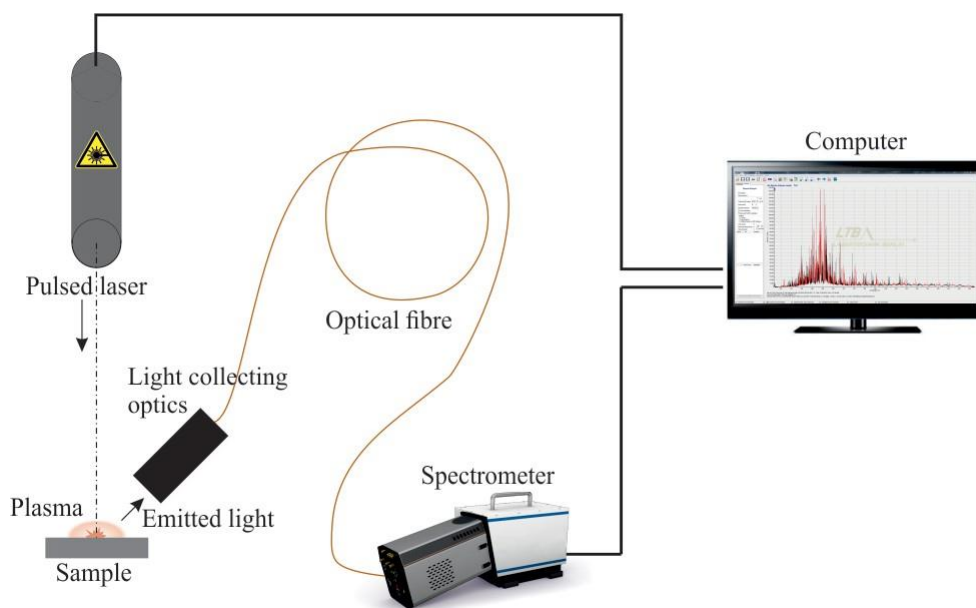 Computer
LTB
Pulsed laser
Optical fibre
Light collecting
optics
Spectrometer
Plasma
Emitted light
Sample